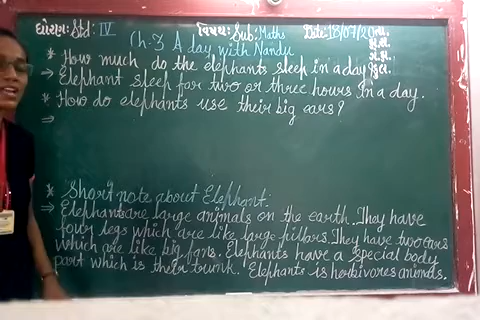 ધોરણઃ Std: IV વિષયઃ Sub: Maths Date: 18/07/20
Ch-3 A day with Nandu
* How much do the elephants sleep in a day?
⇒ Elephant sleep for two or three hours in a day.
* How do elephants use their big ears?
⇒
* Short note about Elephant:
⇒ Elephants are large animals on the earth. They have
four legs which are like large pillars. They have two ears
which are like big fans. Elephants have a special body
part which is their trunk. Elephants is herbivores animals.